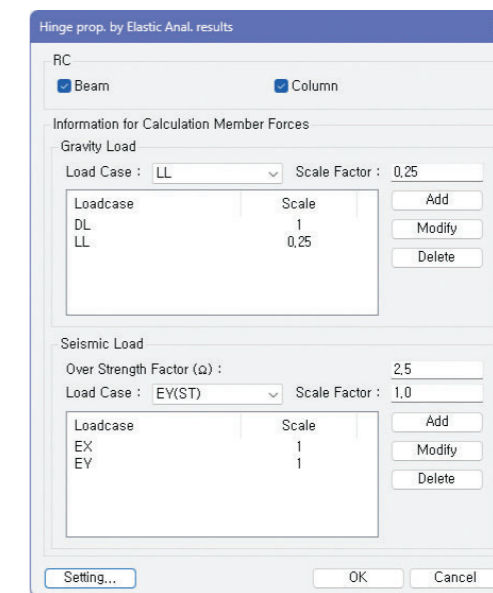 Hinge prop. by Elastic Anal. results
RC
Beam Column
Information for Calculation Member Forces
Gravity Load
Load Case : LL Scale Factor : 0,25
Loadcase Scale Add
DL 1 Modify
LL 0,25
Delete
Seismic Load
Over Strength Factor (Ω) : 2,5
Load Case : EY(ST) Scale Factor : 1,0
Loadcase Scale Add
EX 1 Modify
EY 1
Delete
Setting... OK Cancel